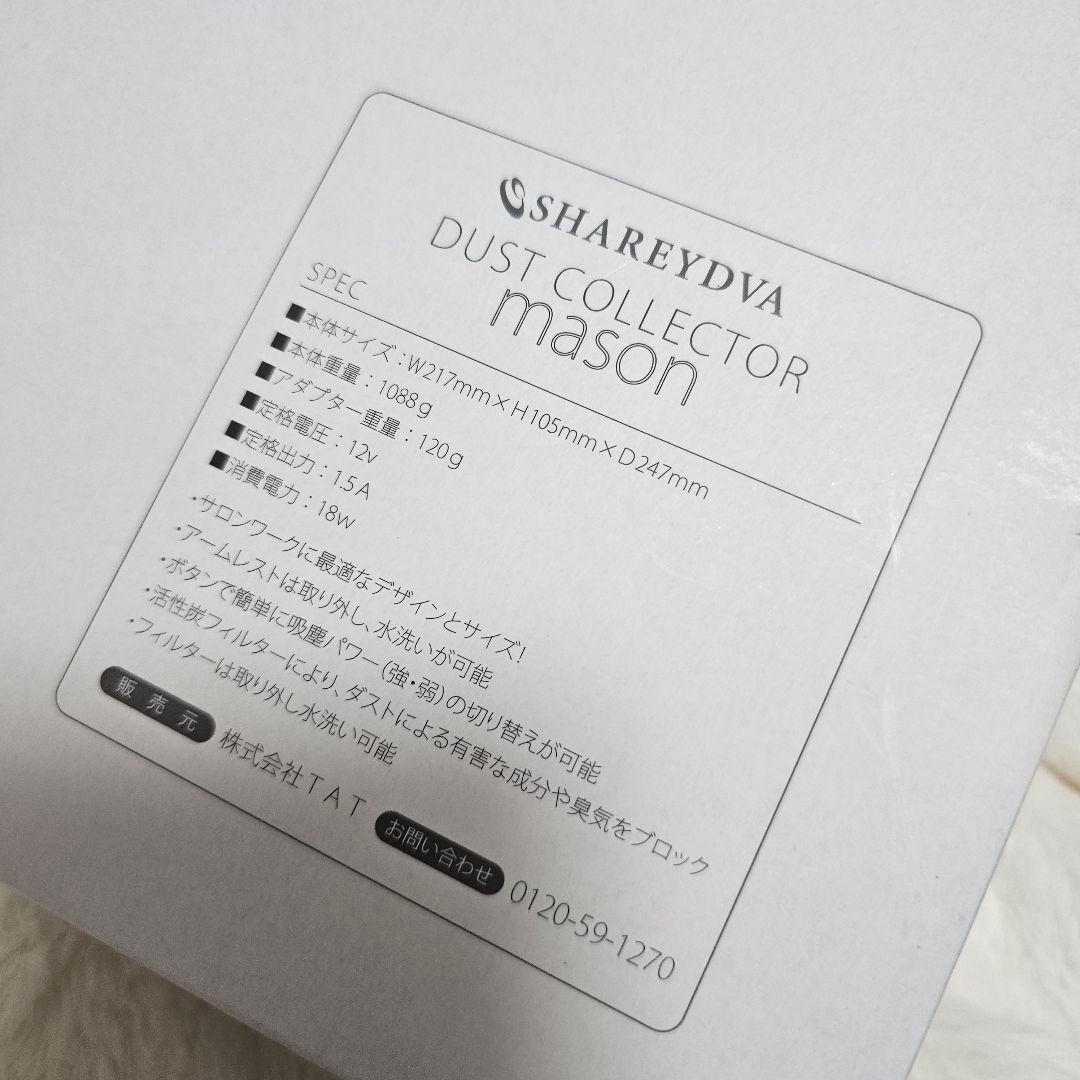 SHAREYDVA
DUST COLLECTOR
mason
SPEC
■本体サイズ：W217mm×H105mm×D247mm
■本体重量：1088g
■アダプター重量：120g
■定格電圧：12v
■定格出力：1.5A
■消費電力：18w
・サロンワークに最適なデザインとサイズ！
・アームレストは取り外し、水洗いが可能
・ボタンで簡単に吸塵パワー（強・弱）の切り替えが可能
・活性炭フィルターにより、ダストによる有害な成分や臭気をブロック
・フィルターは取り外し水洗い可能
販売元 株式会社TAT お問い合わせ 0120-59-1270